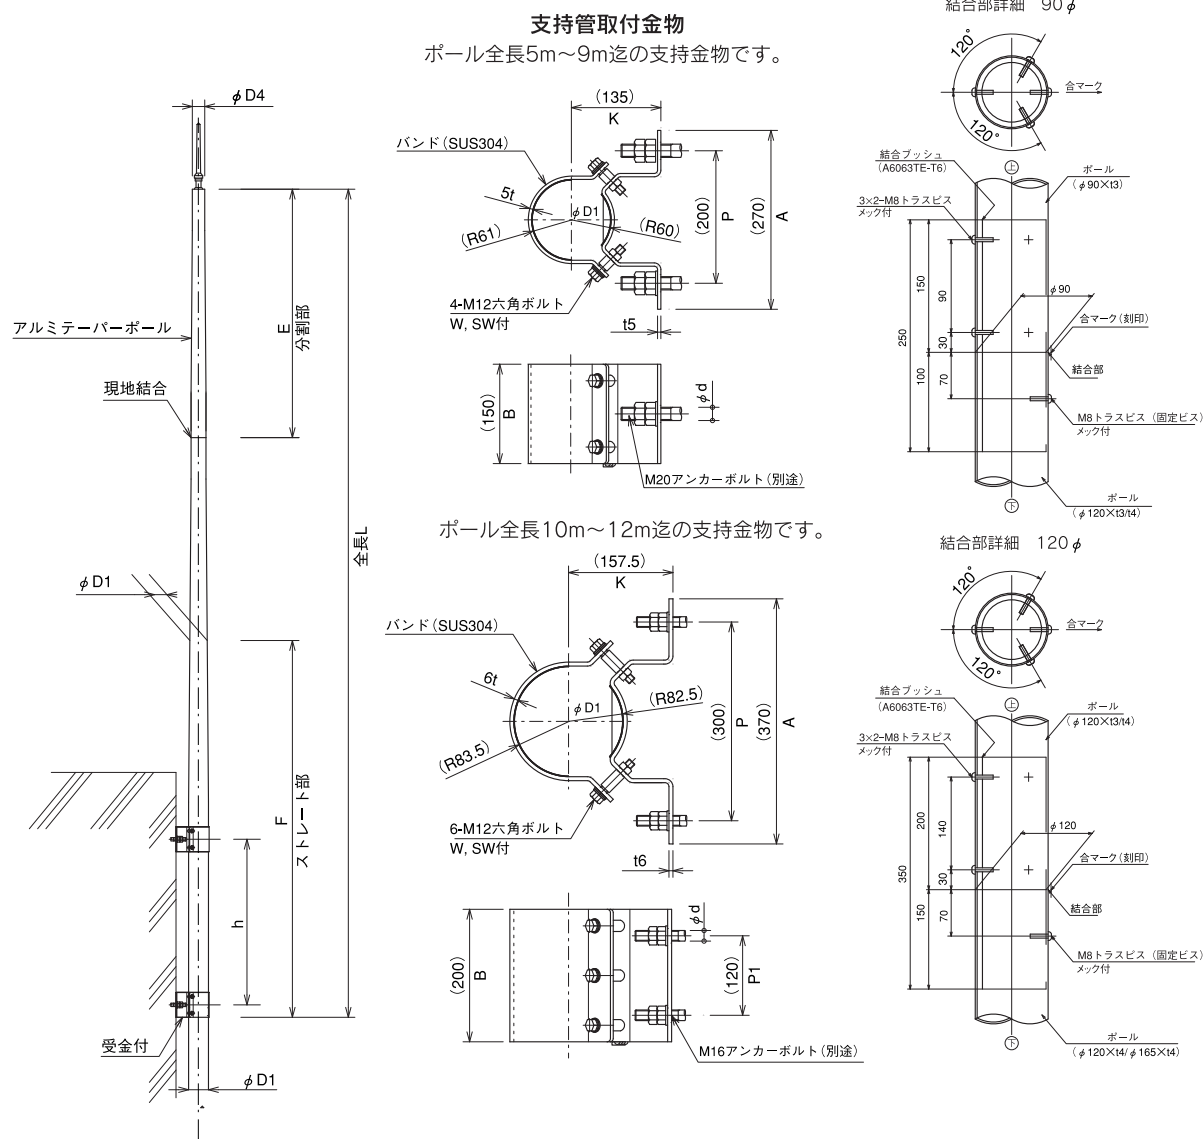 支持管取付金物
ポール全長5m～9m迄の支持金物です。
φD4
アルミテーパーポール
現地結合
E
分割部
全長L
φD1
F
ストレート部
h
受金付
φD1
(135)
K
バンド(SUS304)
5t
φD1
(R61)
(R60)
(200)
P
(270)
A
4-M12六角ボルト
W, SW付
t5
(150)
B
φd
M20アンカーボルト(別途)
ポール全長10m～12m迄の支持金物です。
(157.5)
K
バンド(SUS304)
6t
φD1
(R82.5)
(R83.5)
(300)
P
(370)
A
6-M12六角ボルト
W, SW付
t6
(200)
B
φd
(120)
P1
M16アンカーボルト(別途)
結合部詳細 90φ
120°
合マーク
120°
結合ブッシュ
(A6063TE-T6)
上
ポール
(φ90×t3)
3×2-M8トラスビス
メック付
150
90
φ90
250
30
合マーク(刻印)
100
70
結合部
M8トラスビス (固定ビス)
メック付
ポール
(φ120×t3/t4)
下
結合部詳細 120φ
120°
合マーク
120°
結合ブッシュ
(A6063TE-T6)
上
ポール
(φ120×t3/t4)
3×2-M8トラスビス
メック付
200
140
φ120
350
30
合マーク(刻印)
150
70
結合部
M8トラスビス (固定ビス)
メック付
ポール
(φ120×t4/φ165×t4)
下